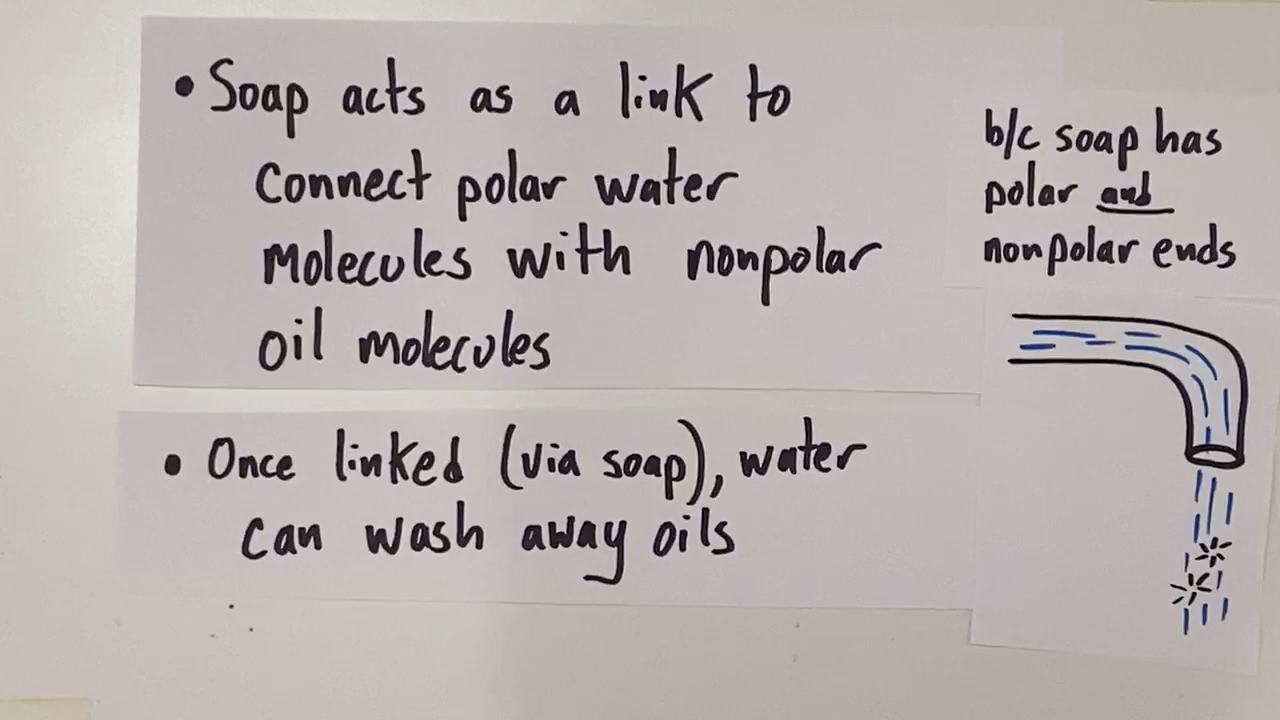 • Soap acts as a link to
connect polar water
molecules with nonpolar
oil molecules
• Once linked (via soap), water
can wash away oils
b/c soap has
polar and
nonpolar ends